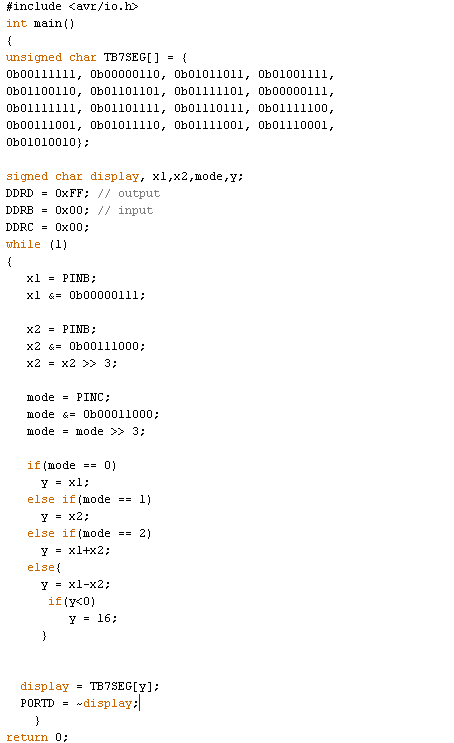 #include <avr/io.h>
int main()
{
unsigned char TB7SEG[] = {
0b00111111, 0b00000110, 0b01011011, 0b01001111,
0b01100110, 0b01101101, 0b01111101, 0b00000111,
0b01111111, 0b01101111, 0b01110111, 0b01111100,
0b00111001, 0b01011110, 0b01111001, 0b01110001,
0b01010010};
signed char display, x1,x2,mode,y;
DDRD = 0xFF; // output
DDRB = 0x00; // input
DDRC = 0x00;
while (1)
{
x1 = PINB;
x1 &= 0b00000111;
x2 = PINB;
x2 &= 0b00111000;
x2 = x2 >> 3;
mode = PINC;
mode &= 0b00011000;
mode = mode >> 3;
if(mode == 0)
y = x1;
else if(mode == 1)
y = x2;
else if(mode == 2)
y = x1+x2;
else{
y = x1-x2;
if(y<0)
y = 16;
}
display = TB7SEG[y];
PORTD = ~display;
}
return 0;